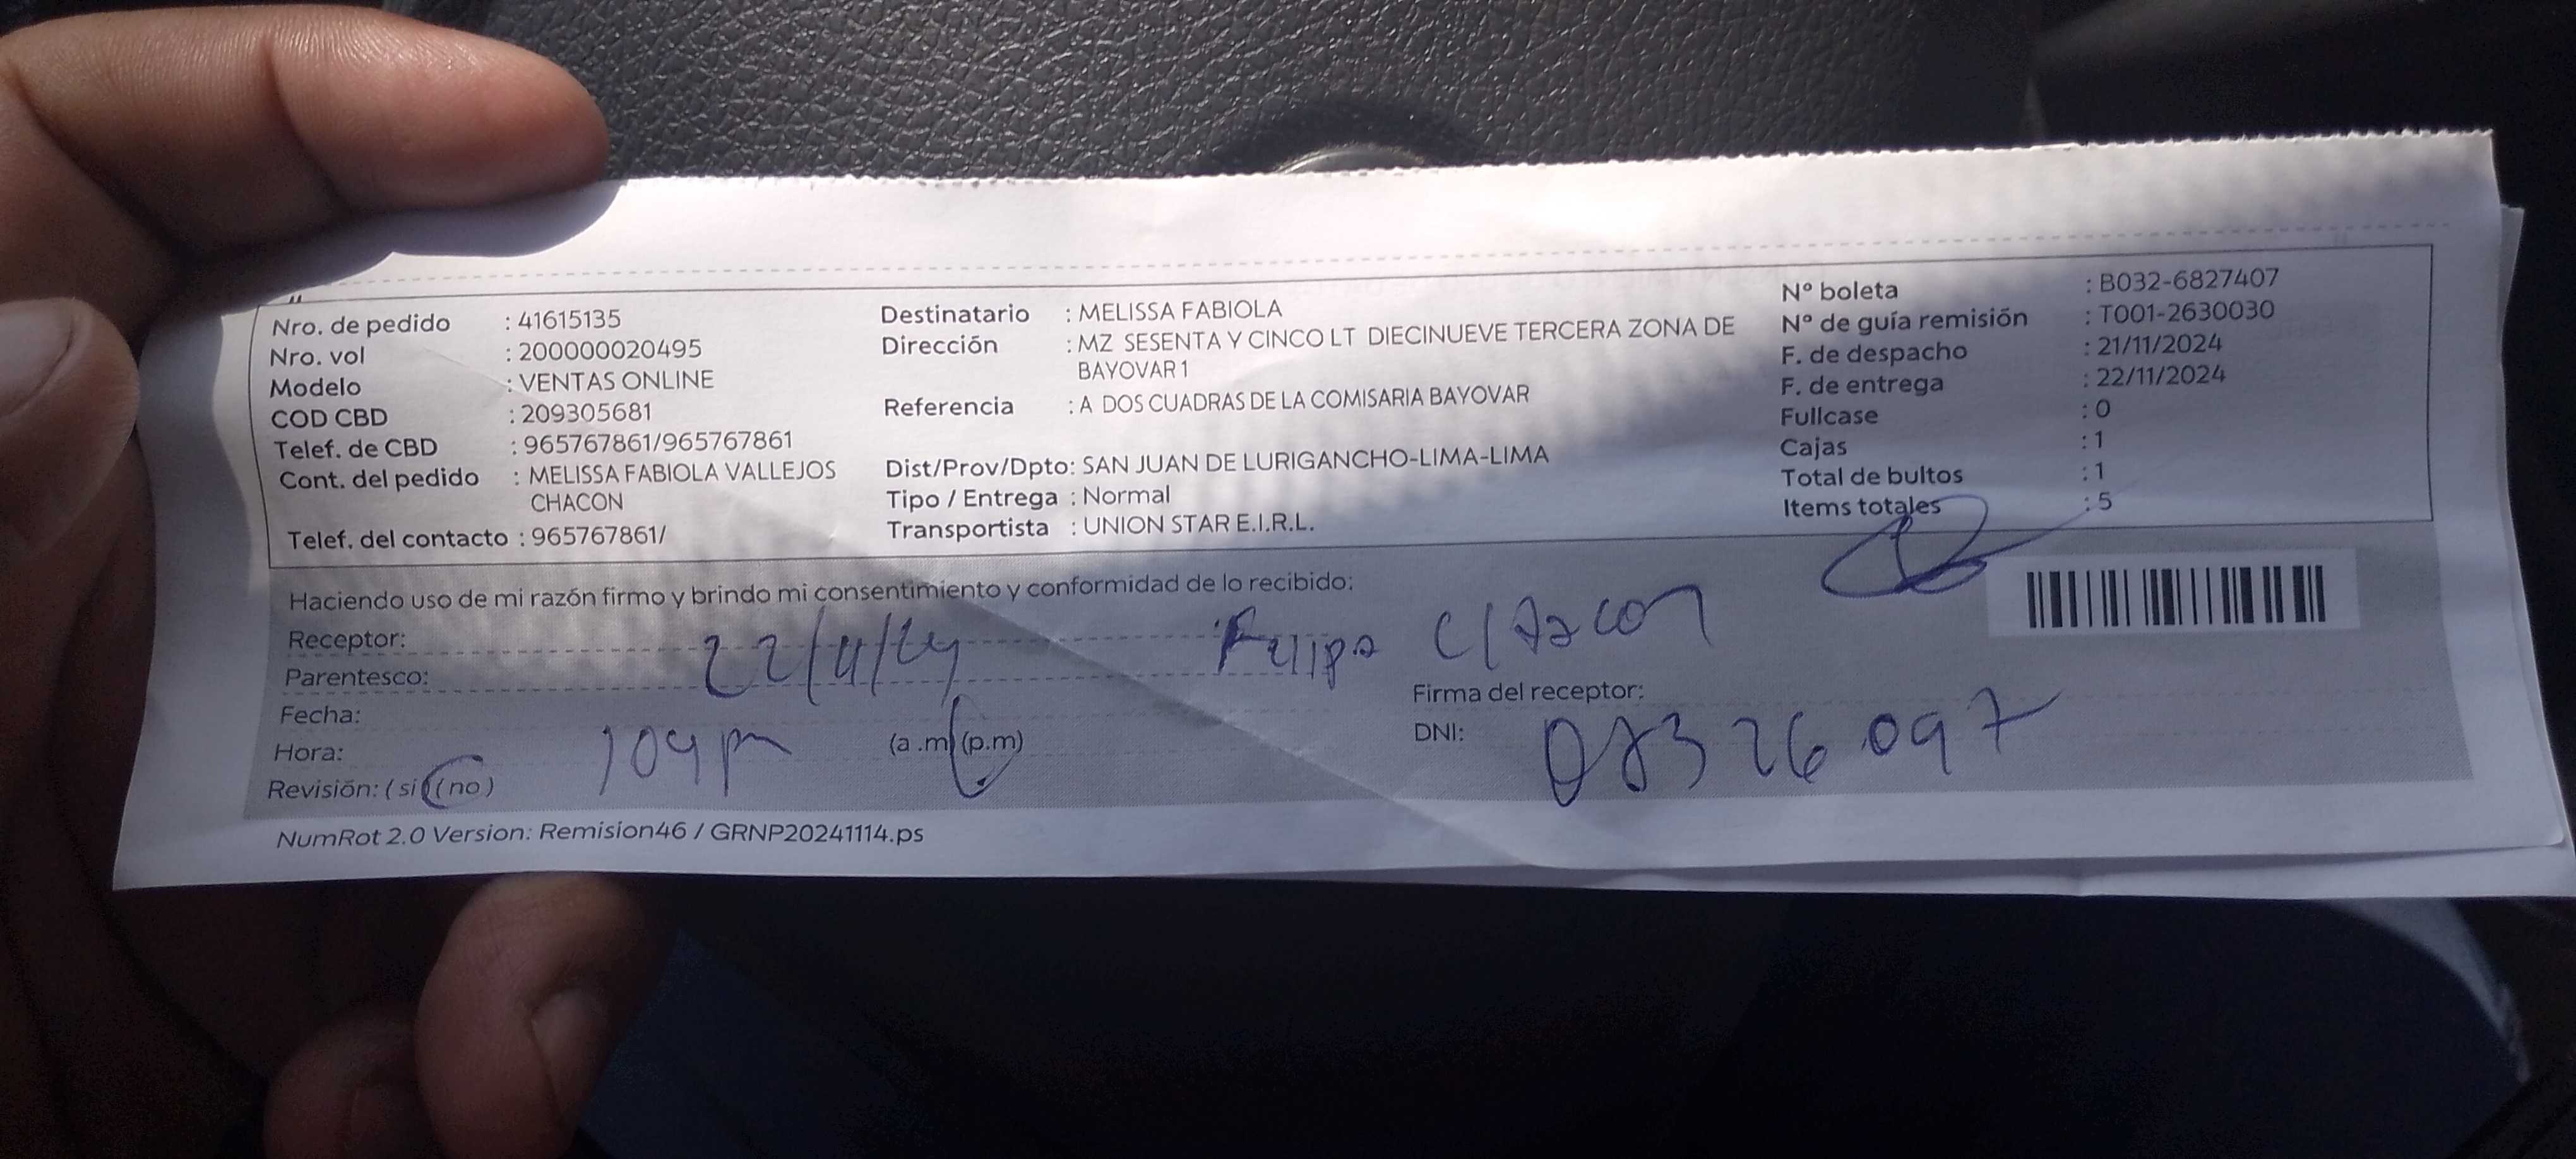 Nro. de pedido : 41615135
Nro. vol : 200000020495
Modelo : VENTAS ONLINE
COD CBD : 209305681
Telef. de CBD : 965767861/965767861
Cont. del pedido : MELISSA FABIOLA VALLEJOS
CHACON
Telef. del contacto : 965767861/
Destinatario : MELISSA FABIOLA
Dirección : MZ SESENTA Y CINCO LT DIECINUEVE TERCERA ZONA DE
BAYOVAR 1
Referencia : A DOS CUADRAS DE LA COMISARIA BAYOVAR
Dist/Prov/Dpto: SAN JUAN DE LURIGANCHO-LIMA-LIMA
Tipo / Entrega : Normal
Transportista : UNION STAR E.I.R.L.
Nº boleta : B032-6827407
Nº de guía remisión : T001-2630030
F. de despacho : 21/11/2024
F. de entrega : 22/11/2024
Fullcase : 0
Cajas : 1
Total de bultos : 1
Items totales : 5
Haciendo uso de mi razón firmo y brindo mi consentimiento y conformidad de lo recibido:
Receptor: 22/11/24 Felipa Chacon
Parentesco:
Fecha:
Hora: 104 pm (a.m) (p.m)
Revisión: (si) (no)
Firma del receptor:
DNI: 08326097
NumRot 2.0 Version: Remision46 / GRNP20241114.ps